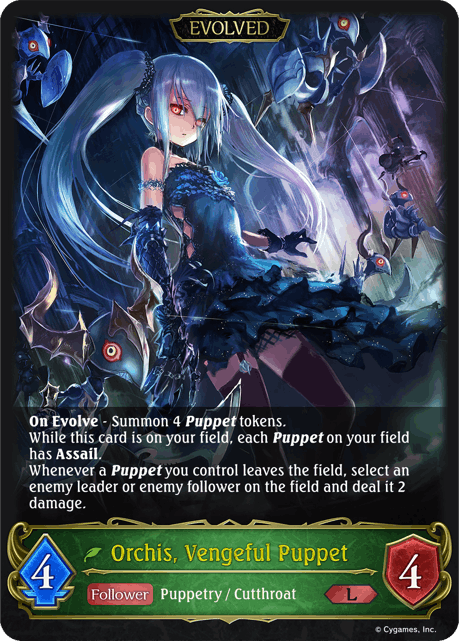 EVOLVED
On Evolve - Summon 4 Puppet tokens.
While this card is on your field, each Puppet on your field
has Assail.
Whenever a Puppet you control leaves the field, select an
enemy leader or enemy follower on the field and deal it 2
damage.
Orchis, Vengeful Puppet
4
Follower Puppetry / Cutthroat L
4
© Cygames, Inc.